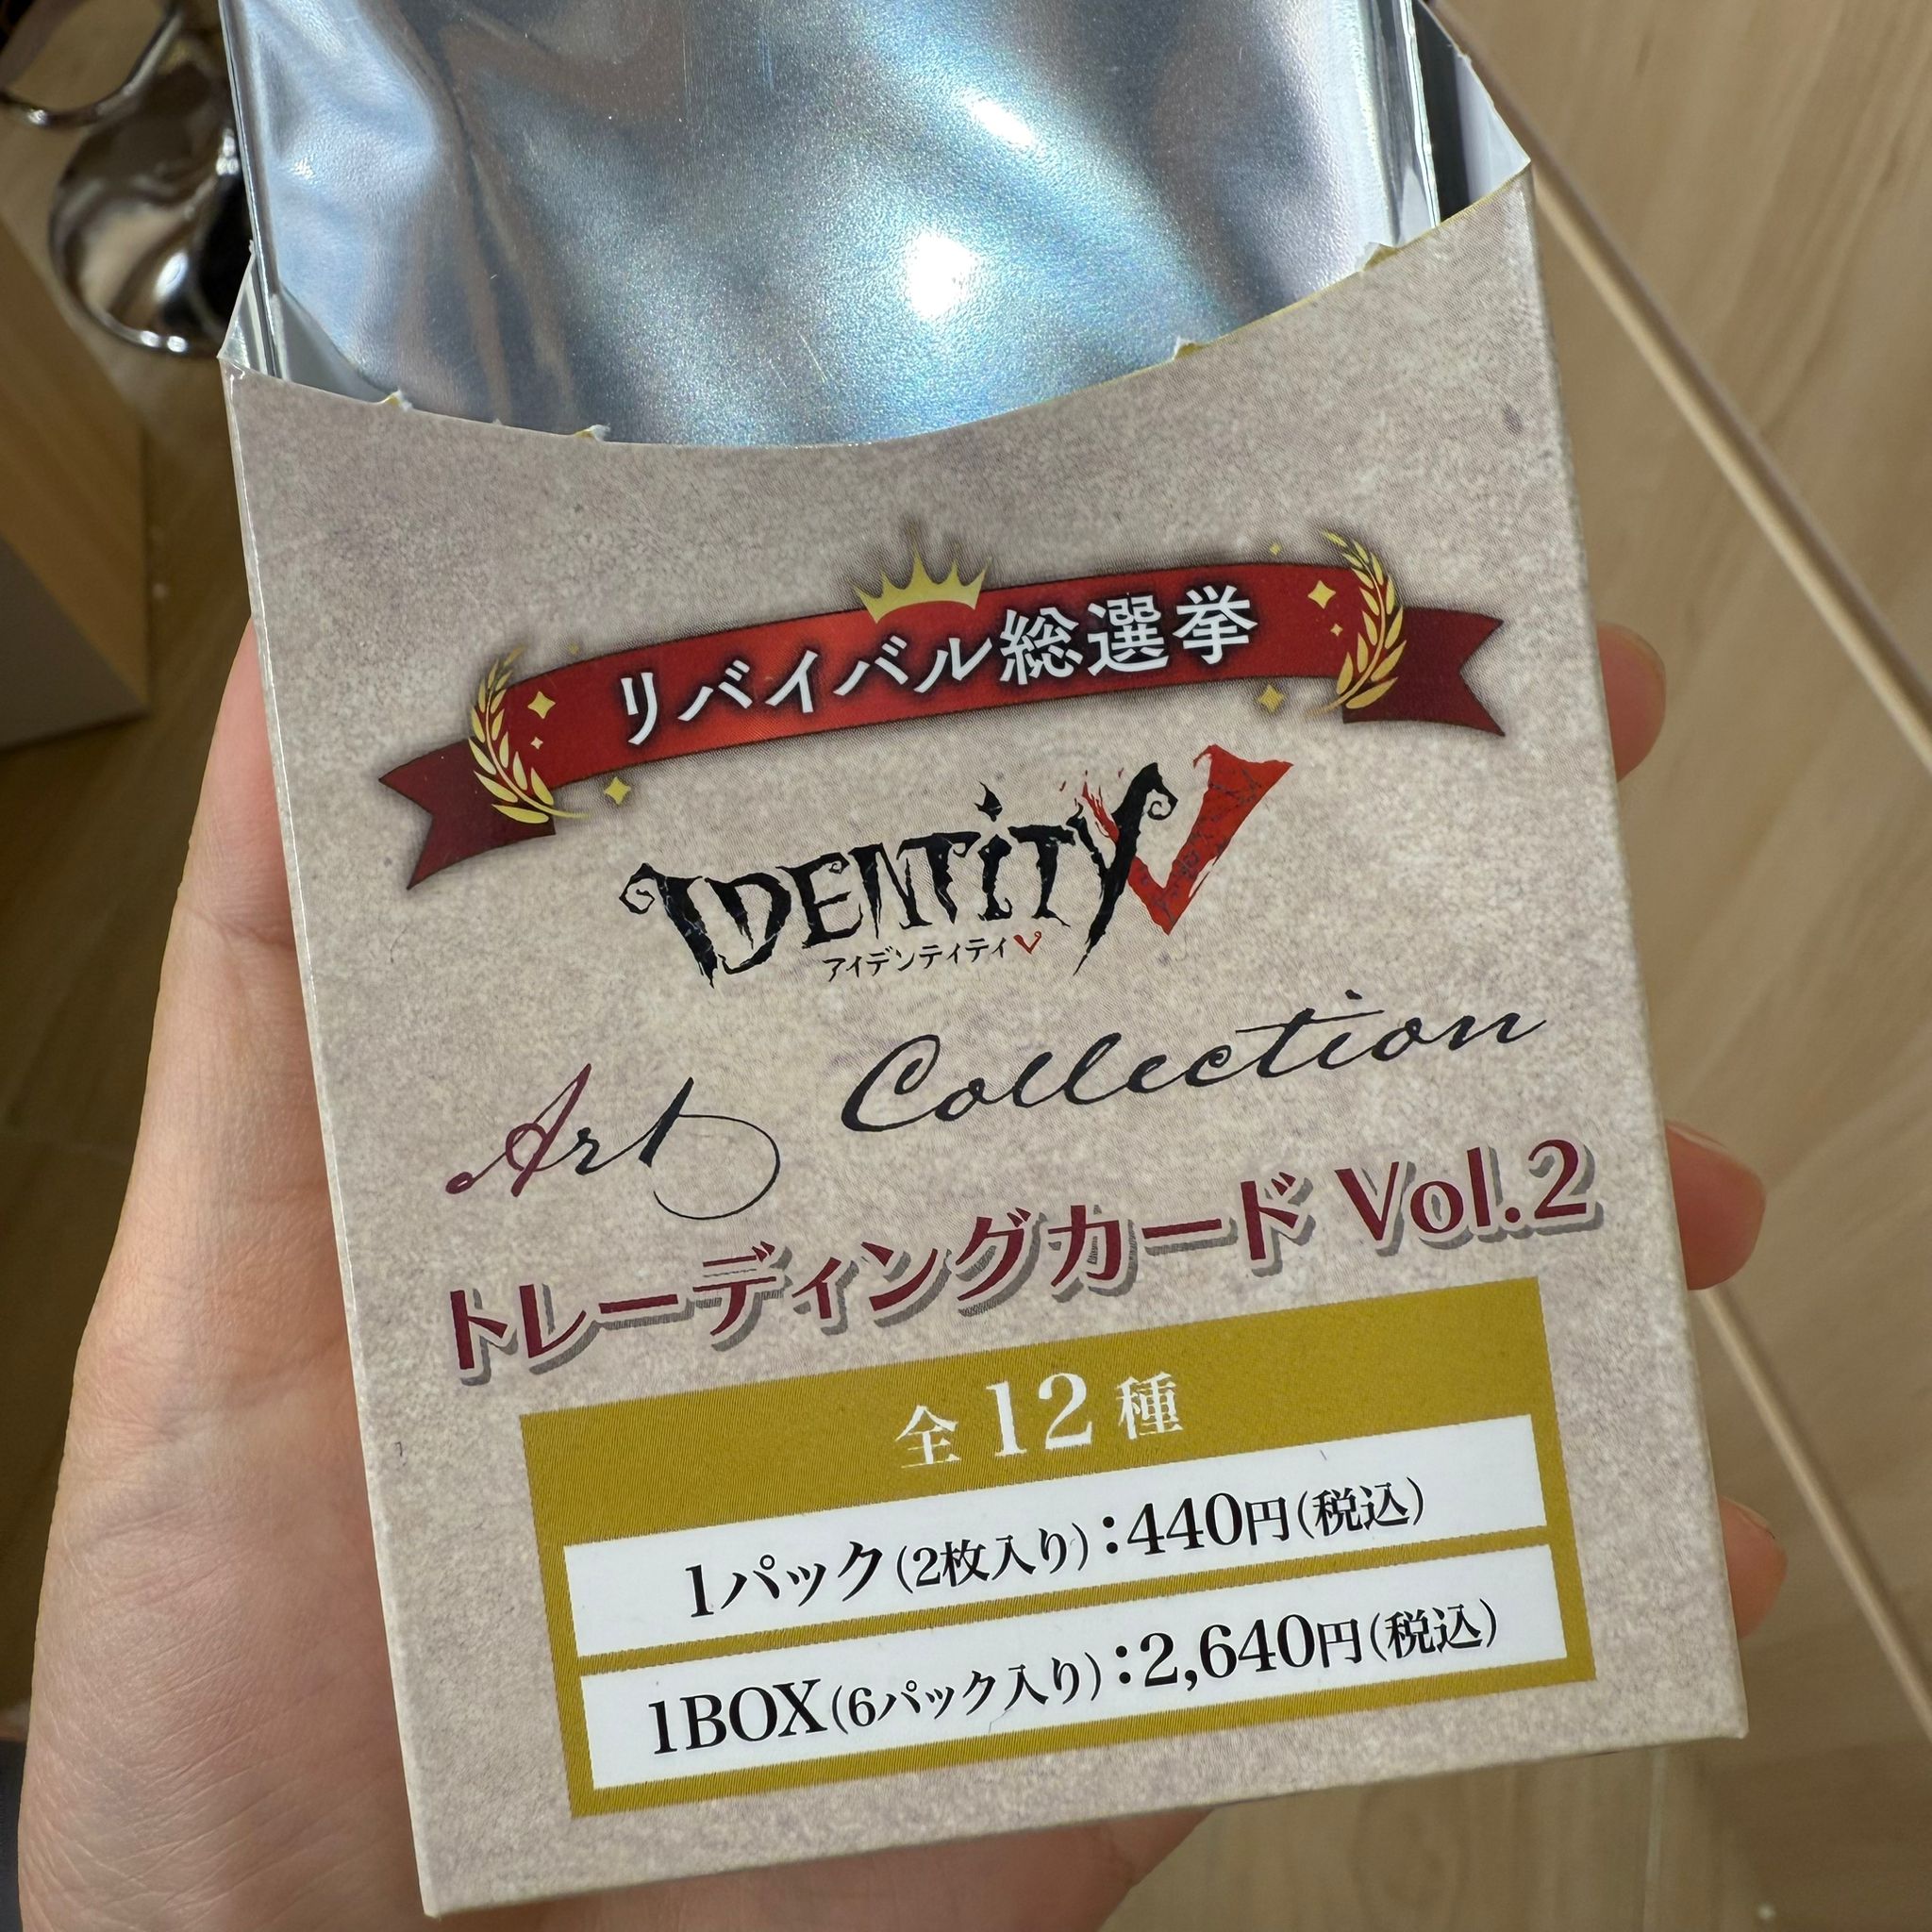 リバイバル総選挙
IDENTITY V
アイデンティティV
Art Collection
トレーディングカード Vol.2
全12種
1パック(2枚入り):440円(税込)
1BOX(6パック入り):2,640円(税込)